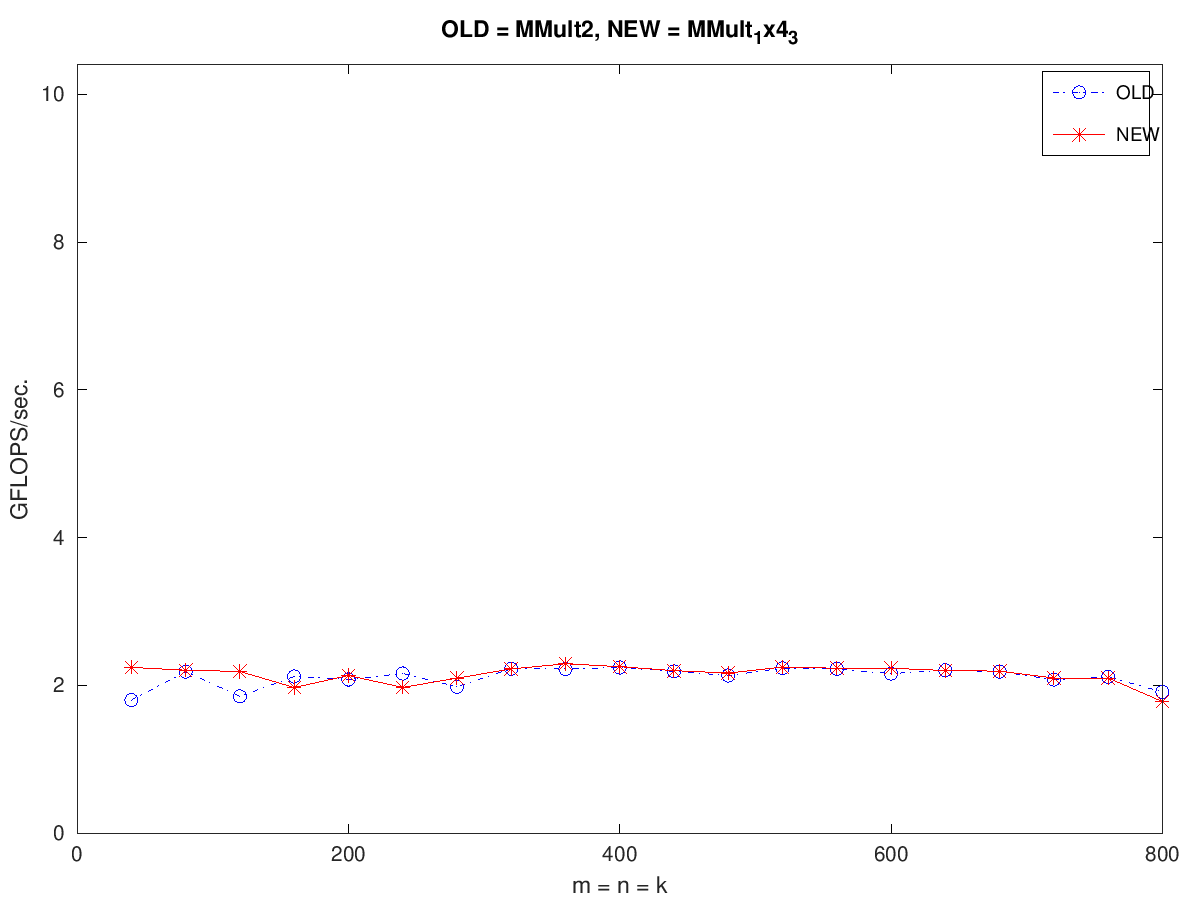 OLD = MMult2, NEW = MMult₁x4₃
10
8
6
4
2
0
GFLOPS/sec.
OLD
NEW
0 200 400 600 800
m = n = k